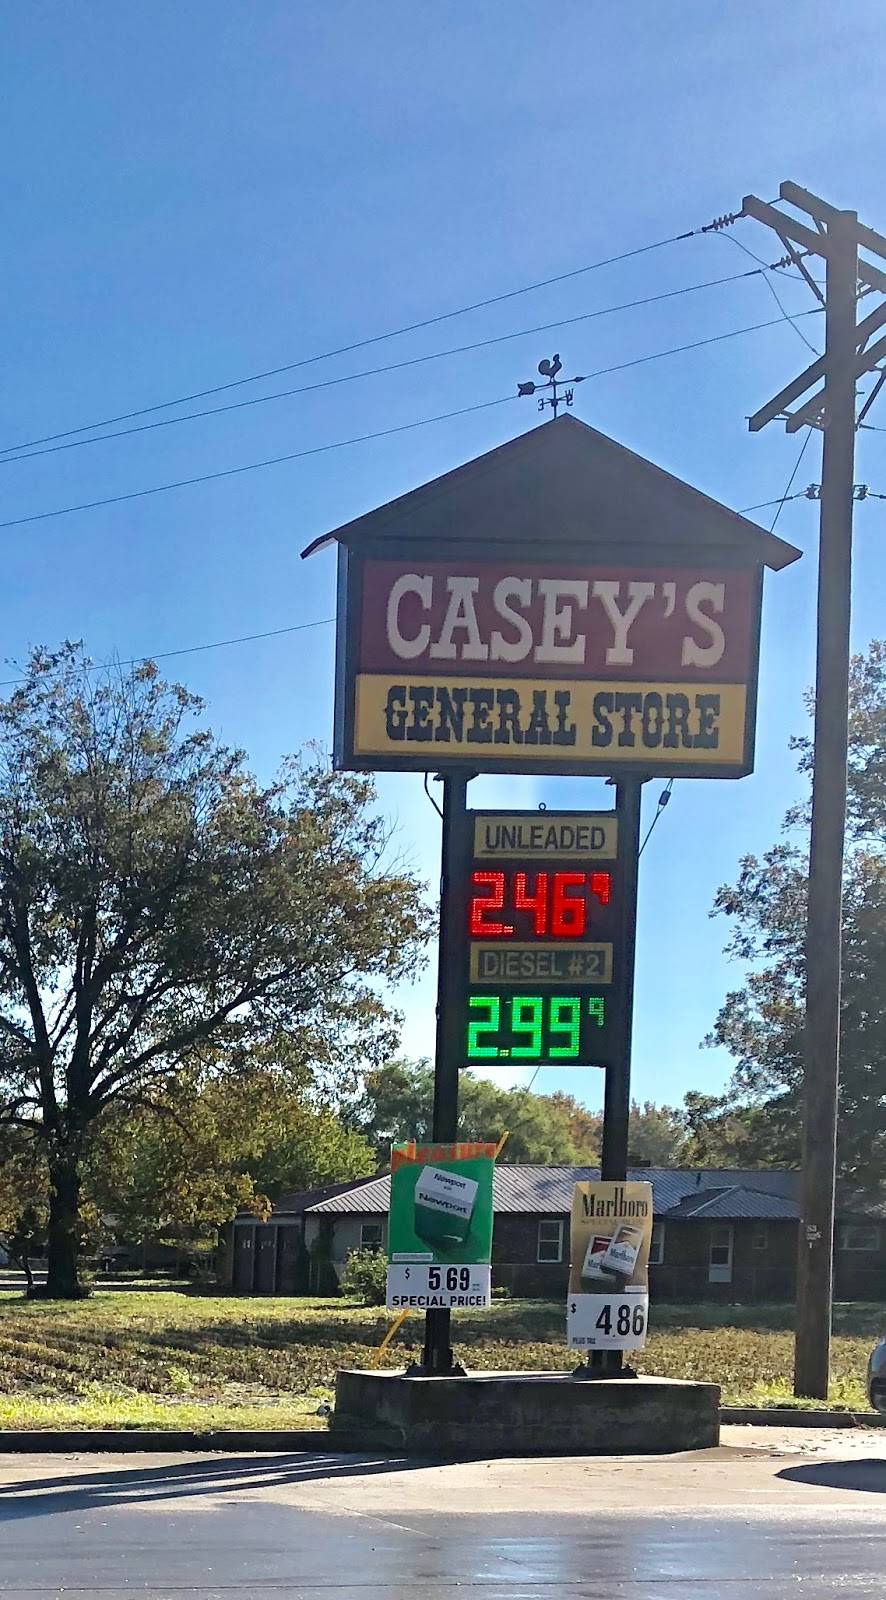 E W
CASEY'S
GENERAL STORE
UNLEADED
2.46 9
DIESEL #2
2.99 9
pleasure
Newport
Newport
$ 5.69
SPECIAL PRICE!
Marlboro
Marlboro
$ 4.86
PLUS TAX